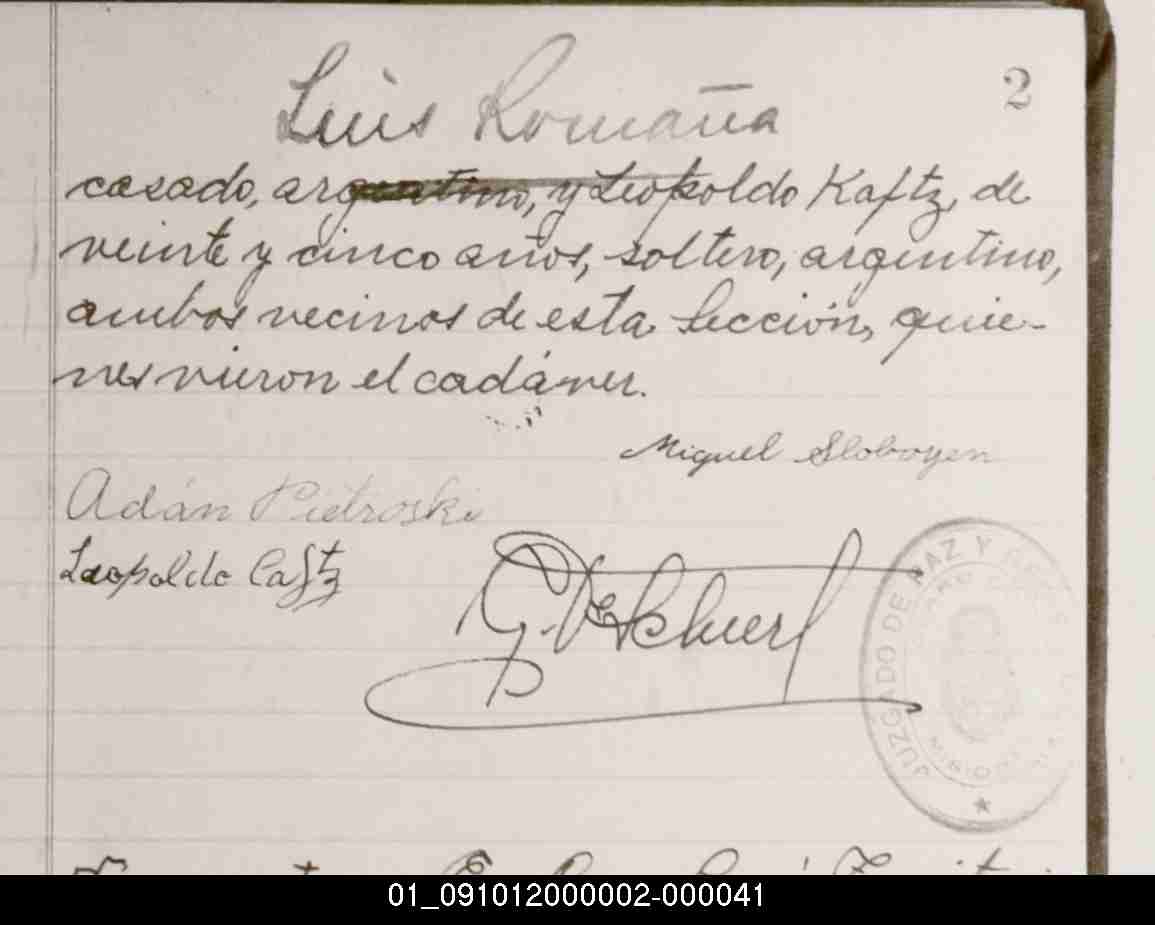 2
Luis Romaña
casado, argentino, y Leopoldo Kaftz, de
veinte y cinco años, soltero, argentino,
ambos vecinos de esta Sección, quie-
nes vieron el cadáver.
Miguel Sloboyen
Adán Pietroski
Leopoldo Caftz
JUZGADO DE PAZ Y
01_091012000002-000041